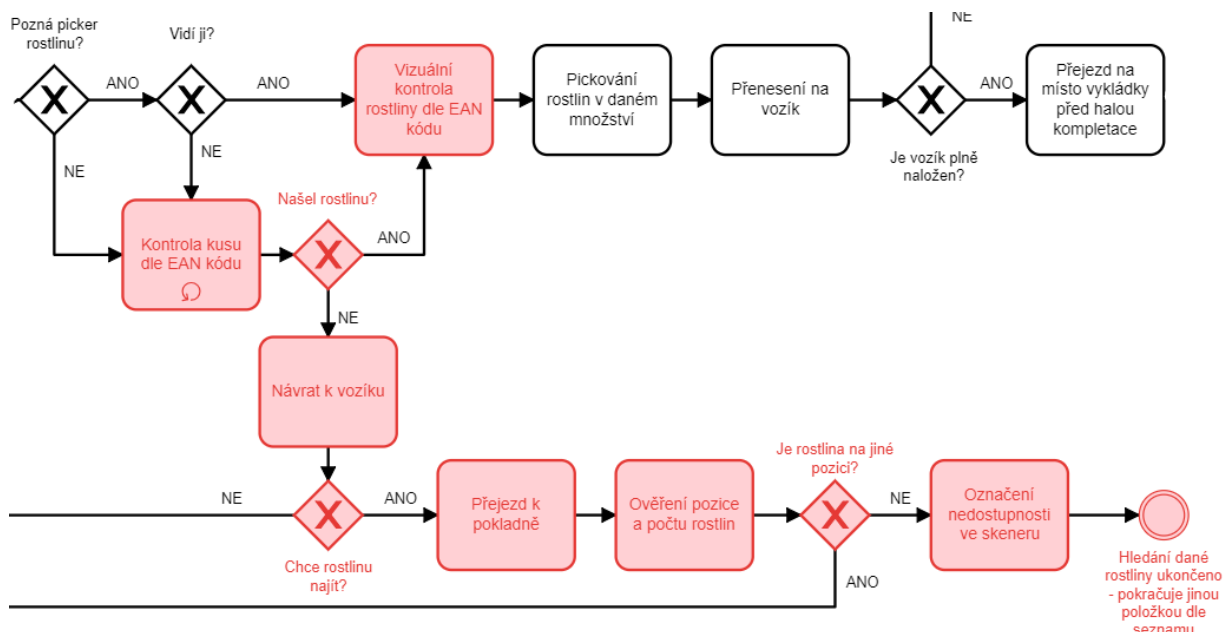 Pozná picker
rostlinu?
Vidí ji?
NE
ANO
ANO
Vizuální
kontrola
rostliny dle EAN
kódu
Pickování
rostlin v daném
množství
Přenesení na
vozík
ANO
Přejezd na
místo vykládky
před halou
kompletace
Je vozík plně
naložen?
NE
NE
Našel rostlinu?
Kontrola kusu
dle EAN kódu
ANO
NE
Návrat k vozíku
NE
ANO
Chce rostlinu
najít?
Přejezd k
pokladně
Ověření pozice
a počtu rostlin
Je rostlina na jiné
pozici?
NE
ANO
Označení
nedostupnosti
ve skeneru
Hledání dané
rostliny ukončeno
- pokračuje jinou
položkou dle
seznamu